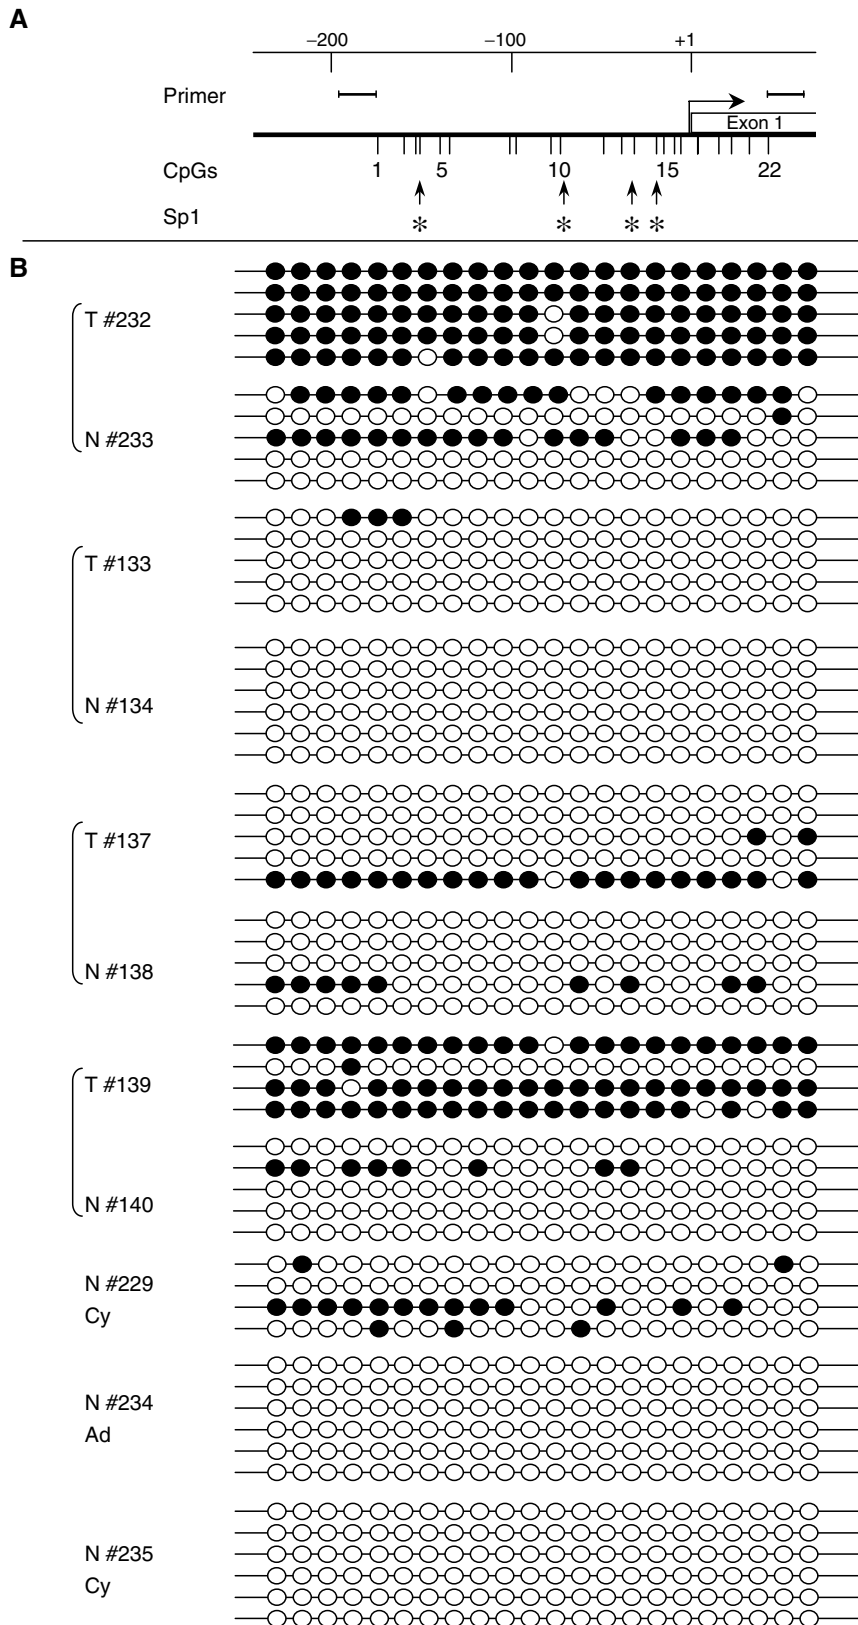 A
−200 −100 +1
Primer
Exon 1
CpGs 1 5 10 15 22
Sp1 * * * *
B
T #232
N #233
T #133
N #134
T #137
N #138
T #139
N #140
N #229
Cy
N #234
Ad
N #235
Cy